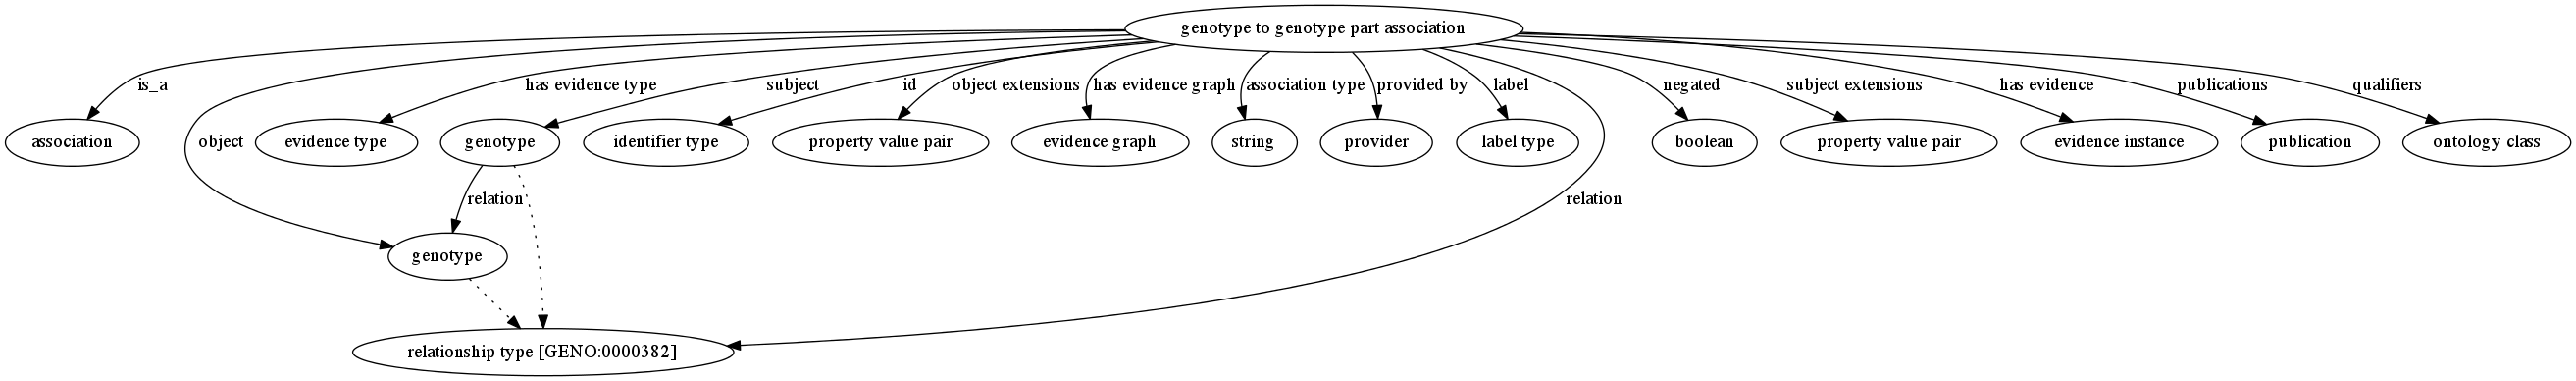 genotype to genotype part association
is_a
has evidence type
subject
id
object extensions
has evidence graph
association type
provided by
label
negated
subject extensions
has evidence
publications
qualifiers
association
object
evidence type
genotype
identifier type
property value pair
evidence graph
string
provider
label type
boolean
property value pair
evidence instance
publication
ontology class
relation
relation
genotype
relationship type [GENO:0000382]